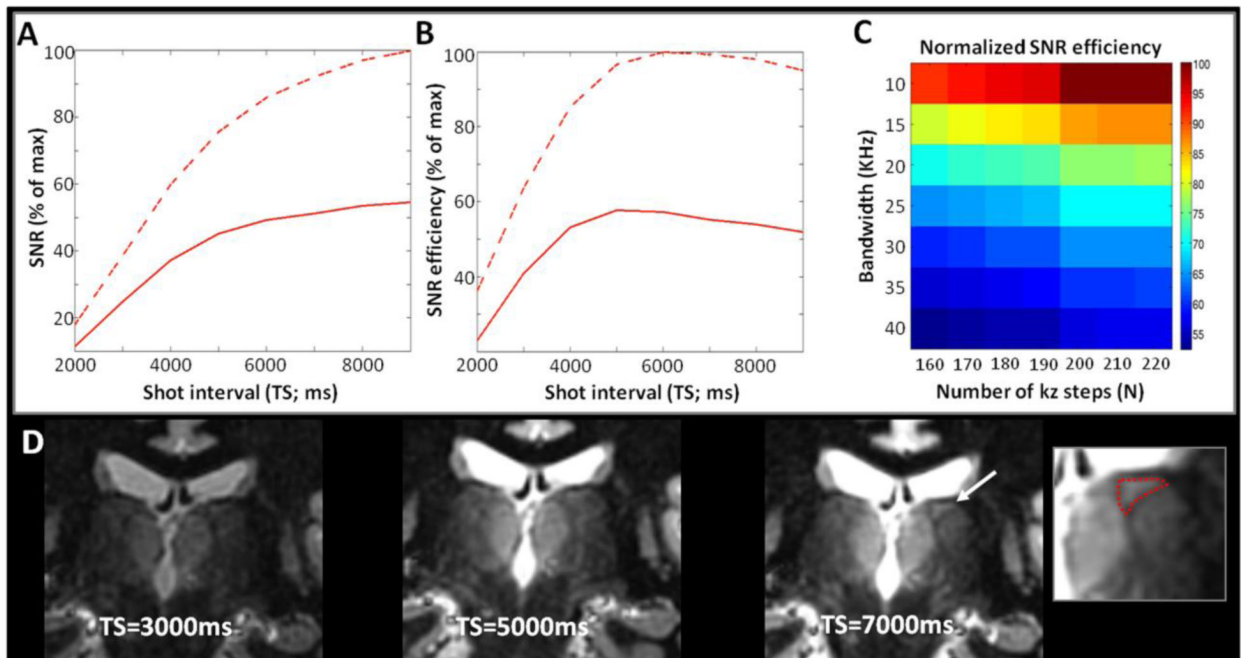 A
SNR (% of max)
100
80
60
40
20
2000 4000 6000 8000
Shot interval (TS; ms)
B
SNR efficiency (% of max)
100
80
60
40
2000 4000 6000 8000
Shot interval (TS; ms)
C
Normalized SNR efficiency
Bandwidth (KHz)
10
15
20
25
30
35
40
160 170 180 190 200 210 220
Number of kz steps (N)
100
95
90
85
80
75
70
65
60
55
D
TS=3000ms
TS=5000ms
TS=7000ms